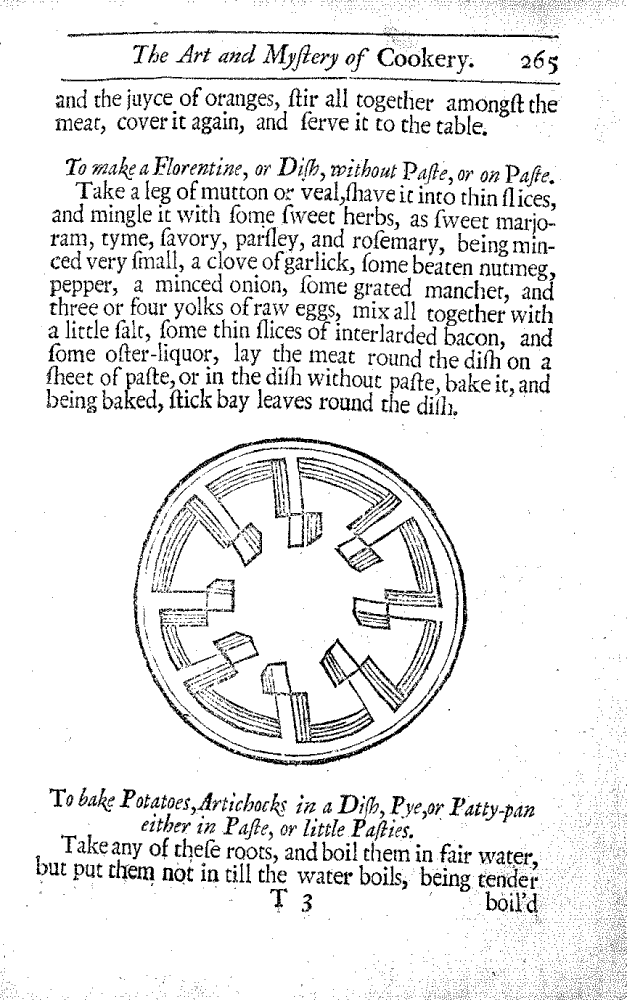 The Art and Myſtery of Cookery. 265
and the juyce of oranges, ſtir all together amongſt the
meat, cover it again, and ſerve it to the table.
To make a Florentine, or Diſh, without Paſte, or on Paſte.
Take a leg of mutton or veal, ſhave it into thin ſlices,
and mingle it with ſome ſweet herbs, as ſweet marjo-
ram, tyme, ſavory, parſley, and roſemary, being min-
ced very ſmall, a clove of garlick, ſome beaten nutmeg,
pepper, a minced onion, ſome grated manchet, and
three or four yolks of raw eggs, mix all together with
a little ſalt, ſome thin ſlices of interlarded bacon, and
ſome oſter-liquor, lay the meat round the diſh on a
ſheet of paſte, or in the diſh without paſte, bake it, and
being baked, ſtick bay leaves round the diſh.
To bake Potatoes, Artichocks in a Diſh, Pye, or Patty-pan
either in Paſte, or little Paſties.
Take any of theſe roots, and boil them in fair water,
but put them not in till the water boils, being tender
T 3 boil'd